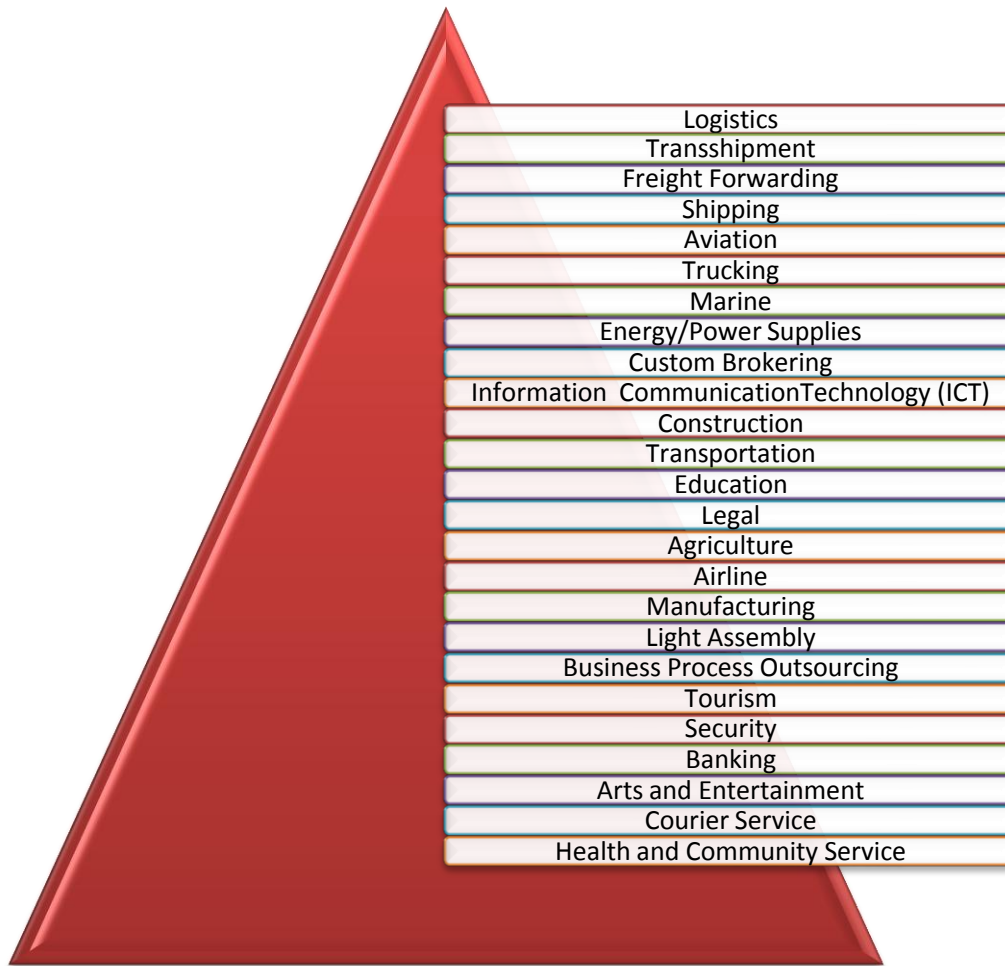 Logistics
Transshipment
Freight Forwarding
Shipping
Aviation
Trucking
Marine
Energy/Power Supplies
Custom Brokering
Information CommunicationTechnology (ICT)
Construction
Transportation
Education
Legal
Agriculture
Airline
Manufacturing
Light Assembly
Business Process Outsourcing
Tourism
Security
Banking
Arts and Entertainment
Courier Service
Health and Community Service